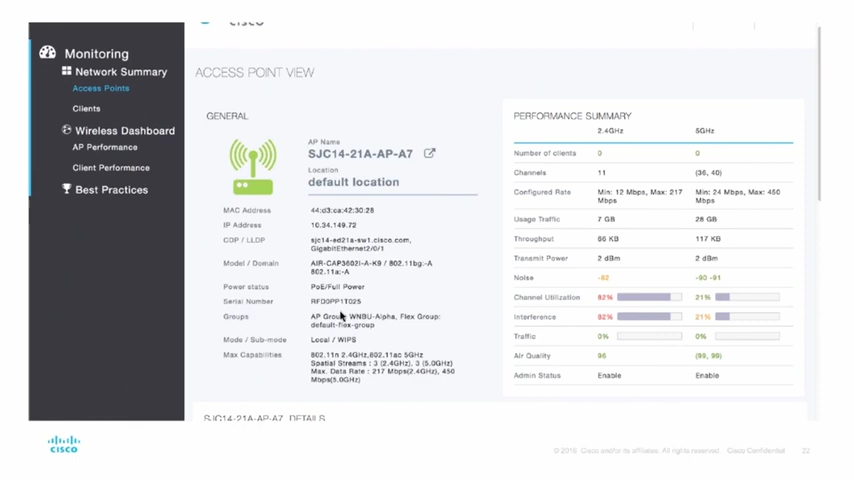 Monitoring
Network Summary
Access Points
Clients
Wireless Dashboard
AP Performance
Client Performance
Best Practices
CISCO
ACCESS POINT VIEW
GENERAL
AP Name
SJC14-21A-AP-A7
Location
default location
MAC Address 44:d3:ca:42:30:28
IP Address 10.34.149.72
CDP / LLDP sjc14-ed21a-sw1.cisco.com,
GigabitEthernet2/0/1
Model / Domain AIR-CAP3602I-A-K9 / 802.11bg:-A
802.11a:-A
Power status PoE/Full Power
Serial Number RFD0PP1T025
Groups AP Group: WNBU-Alpha, Flex Group:
default-flex-group
Mode / Sub-mode Local / WIPS
Max Capabilities 802.11n 2.4GHz,802.11ac 5GHz
Spatial Streams : 3 (2.4GHz), 3 (5.0GHz)
Max. Data Rate : 217 Mbps(2.4GHz), 450
Mbps(5.0GHz)
PERFORMANCE SUMMARY
2.4GHz 5GHz
Number of clients 0 0
Channels 11 (36, 40)
Configured Rate Min: 12 Mbps, Max: 217 Min: 24 Mbps, Max: 450
Mbps Mbps
Usage Traffic 7 GB 28 GB
Throughput 66 KB 117 KB
Transmit Power 2 dBm 2 dBm
Noise -82 -90 -91
Channel Utilization 82% 21%
Interference 82% 21%
Traffic 0% 0%
Air Quality 96 (99, 99)
Admin Status Enable Enable
SJC14-21A-AP-A7 DETAILS
CISCO
© 2016 Cisco and/or its affiliates. All rights reserved. Cisco Confidential 22